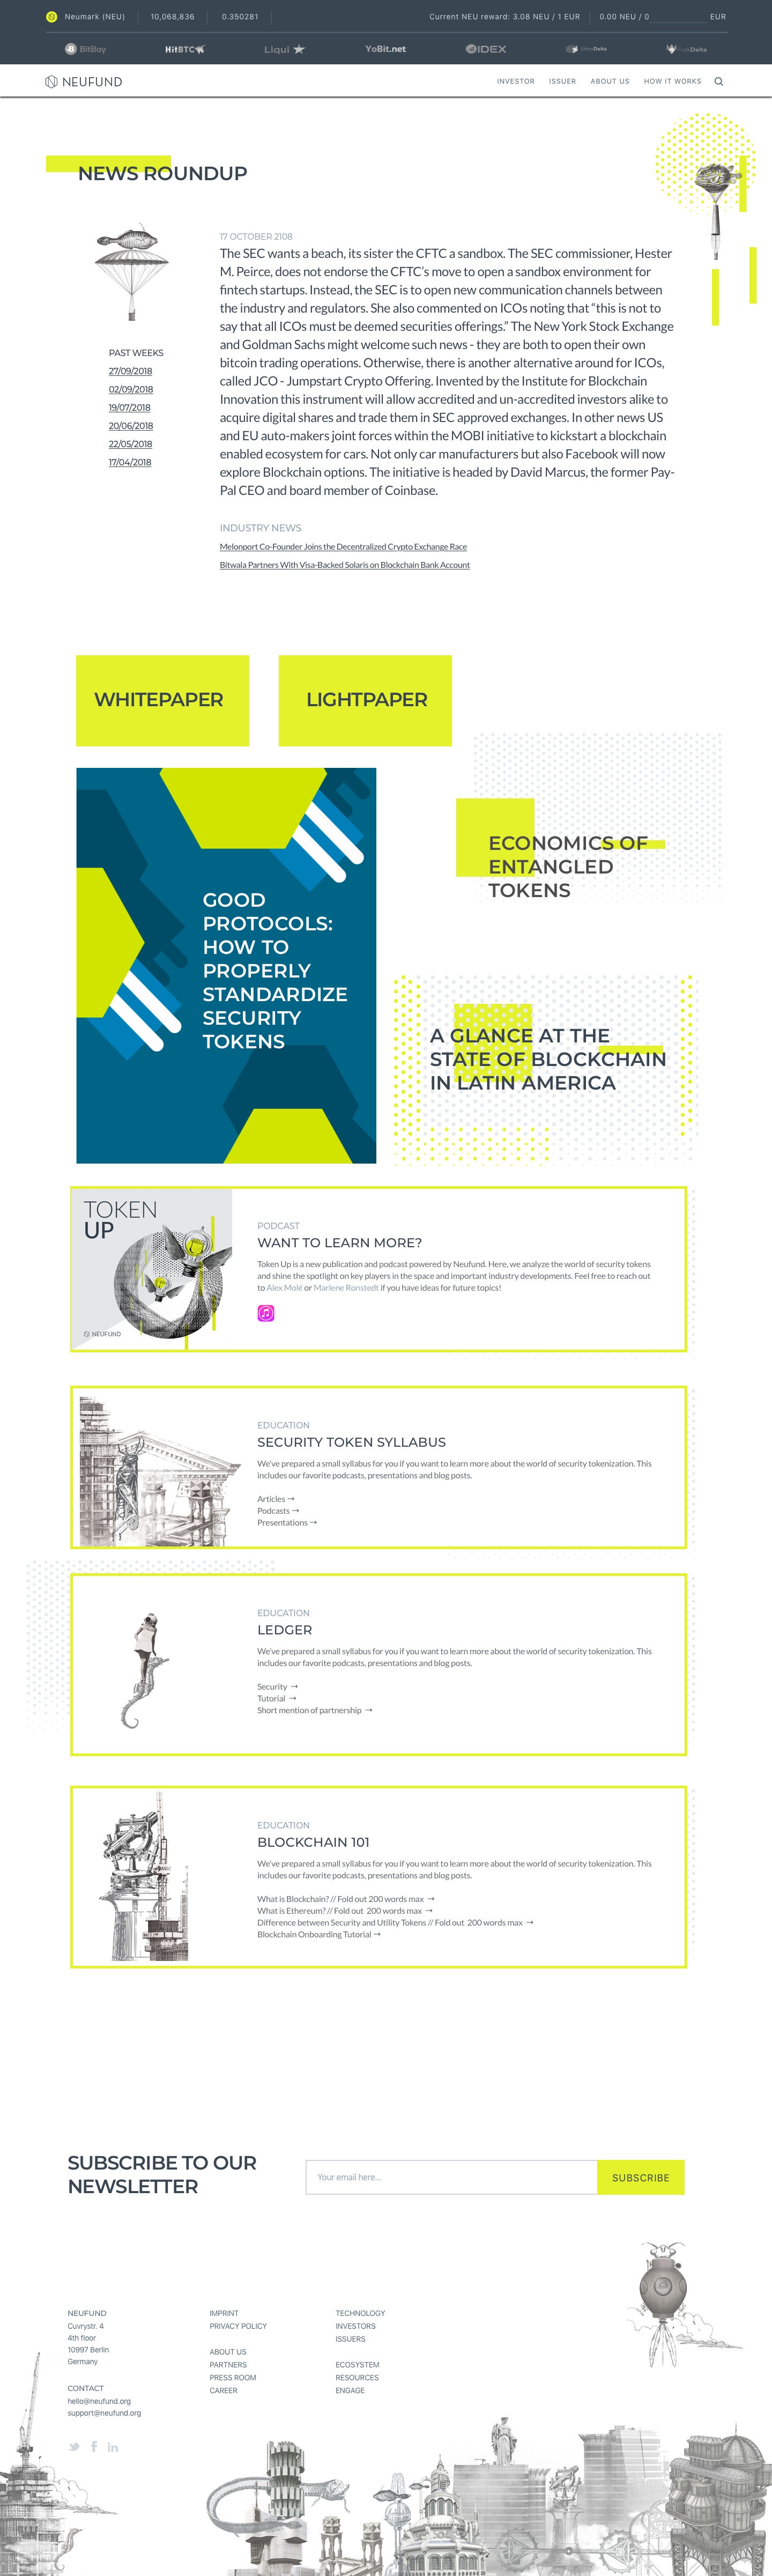 Neumark (NEU) 10,068,836 0.350281 Current NEU reward: 3.08 NEU / 1 EUR 0.00 NEU / 0 EUR
BitBay HitBTC Liqui YoBit.net IDEX EtherDelta ForkDelta
NEUFUND INVESTOR ISSUER ABOUT US HOW IT WORKS
NEWS ROUNDUP
17 OCTOBER 2108
The SEC wants a beach, its sister the CFTC a sandbox. The SEC commissioner, Hester
M. Peirce, does not endorse the CFTC's move to open a sandbox environment for
fintech startups. Instead, the SEC is to open new communication channels between
the industry and regulators. She also commented on ICOs noting that “this is not to
say that all ICOs must be deemed securities offerings.” The New York Stock Exchange
and Goldman Sachs might welcome such news - they are both to open their own
bitcoin trading operations. Otherwise, there is another alternative around for ICOs,
called JCO - Jumpstart Crypto Offering. Invented by the Institute for Blockchain
Innovation this instrument will allow accredited and un-accredited investors alike to
acquire digital shares and trade them in SEC approved exchanges. In other news US
and EU auto-makers joint forces within the MOBI initiative to kickstart a blockchain
enabled ecosystem for cars. Not only car manufacturers but also Facebook will now
explore Blockchain options. The initiative is headed by David Marcus, the former Pay-
Pal CEO and board member of Coinbase.
PAST WEEKS
27/09/2018
02/09/2018
19/07/2018
20/06/2018
22/05/2018
17/04/2018
INDUSTRY NEWS
Melonport Co-Founder Joins the Decentralized Crypto Exchange Race
Bitwala Partners With Visa-Backed Solaris on Blockchain Bank Account
WHITEPAPER
LIGHTPAPER
GOOD
PROTOCOLS:
HOW TO
PROPERLY
STANDARDIZE
SECURITY
TOKENS
ECONOMICS OF
ENTANGLED
TOKENS
A GLANCE AT THE
STATE OF BLOCKCHAIN
IN LATIN AMERICA
TOKEN
UP
NEUFUND
PODCAST
WANT TO LEARN MORE?
Token Up is a new publication and podcast powered by Neufund. Here, we analyze the world of security tokens
and shine the spotlight on key players in the space and important industry developments. Feel free to reach out
to Alex Molé or Marlene Ronstedt if you have ideas for future topics!
EDUCATION
SECURITY TOKEN SYLLABUS
We've prepared a small syllabus for you if you want to learn more about the world of security tokenization. This
includes our favorite podcasts, presentations and blog posts.
Articles →
Podcasts →
Presentations →
EDUCATION
LEDGER
We've prepared a small syllabus for you if you want to learn more about the world of security tokenization. This
includes our favorite podcasts, presentations and blog posts.
Security →
Tutorial →
Short mention of partnership →
EDUCATION
BLOCKCHAIN 101
We've prepared a small syllabus for you if you want to learn more about the world of security tokenization. This
includes our favorite podcasts, presentations and blog posts.
What is Blockchain? // Fold out 200 words max →
What is Ethereum? // Fold out 200 words max →
Difference between Security and Utility Tokens // Fold out 200 words max →
Blockchain Onboarding Tutorial →
SUBSCRIBE TO OUR
NEWSLETTER
Your email here...
SUBSCRIBE
NEUFUND
Cuvrystr. 4
4th floor
10997 Berlin
Germany
CONTACT
hello@neufund.org
support@neufund.org
IMPRINT
PRIVACY POLICY
ABOUT US
PARTNERS
PRESS ROOM
CAREER
TECHNOLOGY
INVESTORS
ISSUERS
ECOSYSTEM
RESOURCES
ENGAGE